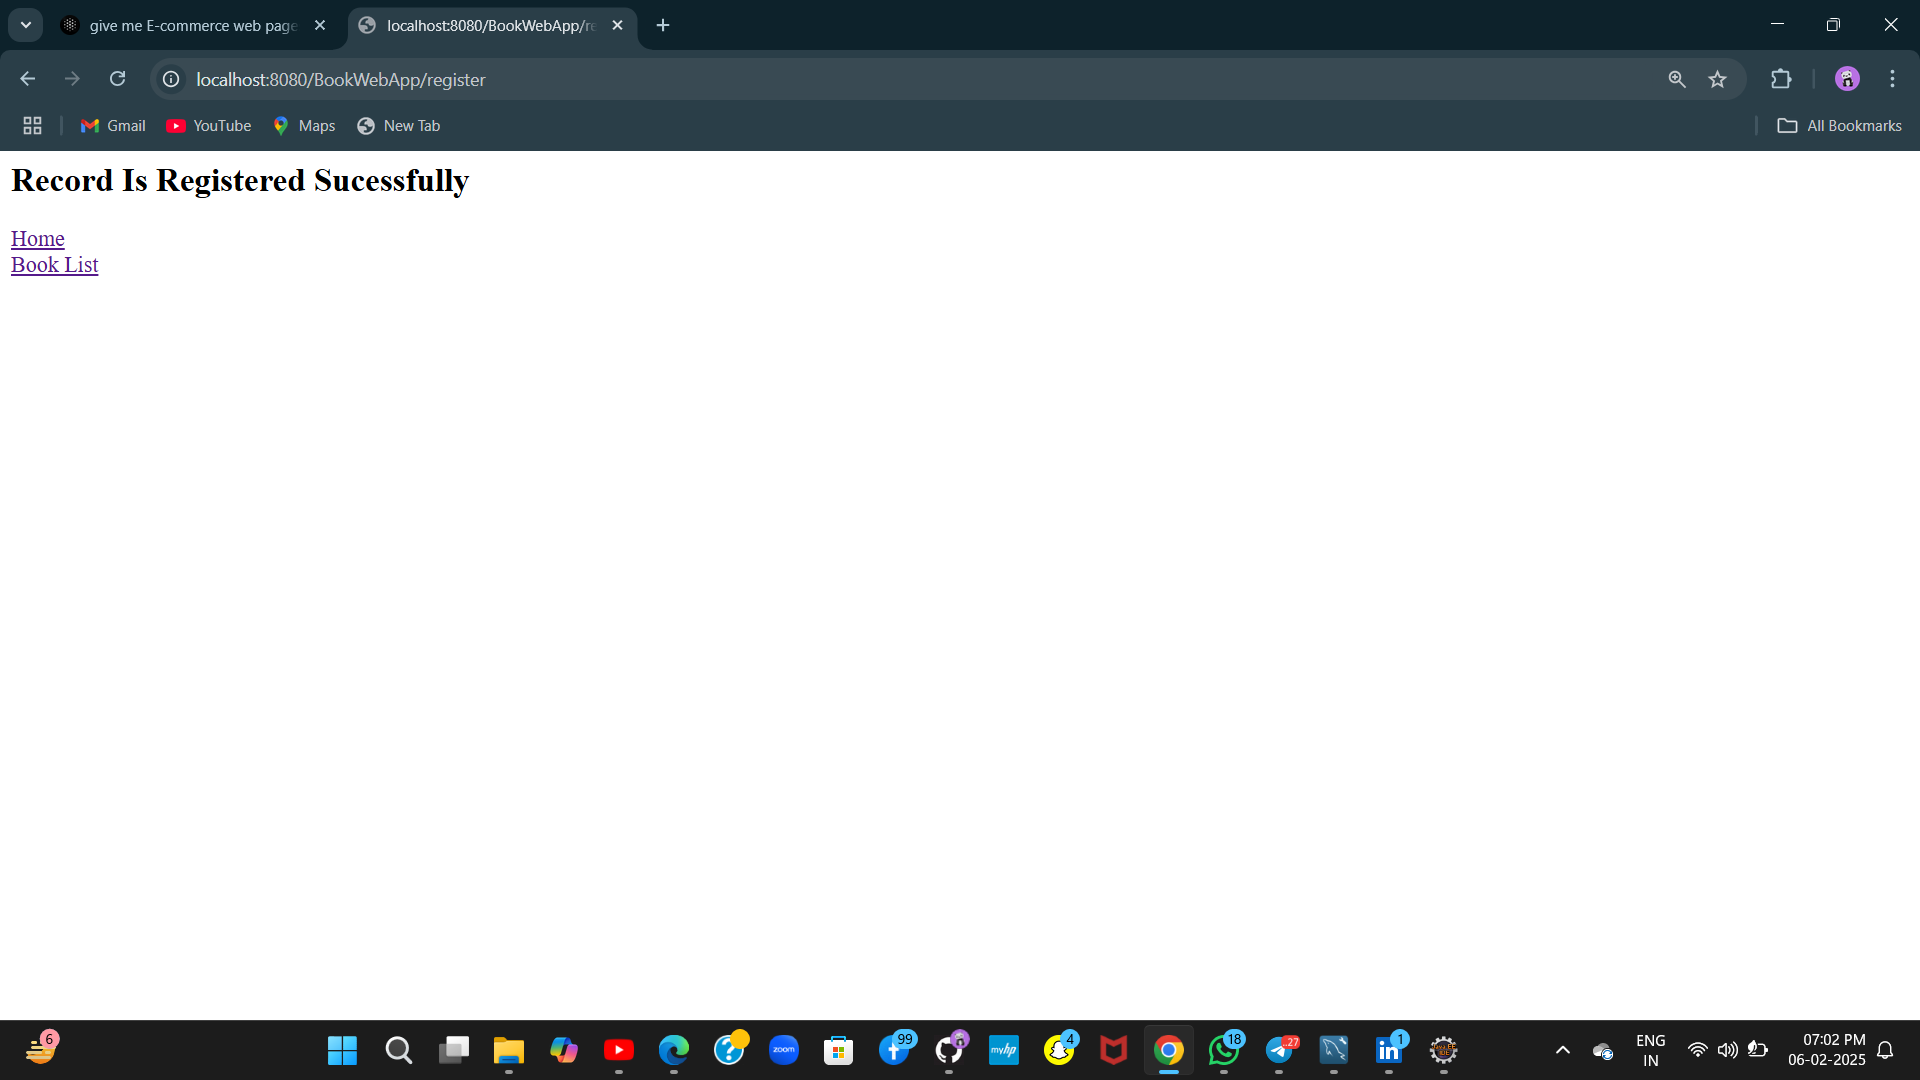 give me E-commerce web page
localhost:8080/BookWebApp/re
localhost:8080/BookWebApp/register
Gmail
YouTube
Maps
New Tab
All Bookmarks
Record Is Registered Sucessfully
Home
Book List
6
zoom
99
myhp
4
18
27
1
ENG
IN
07:02 PM
06-02-2025